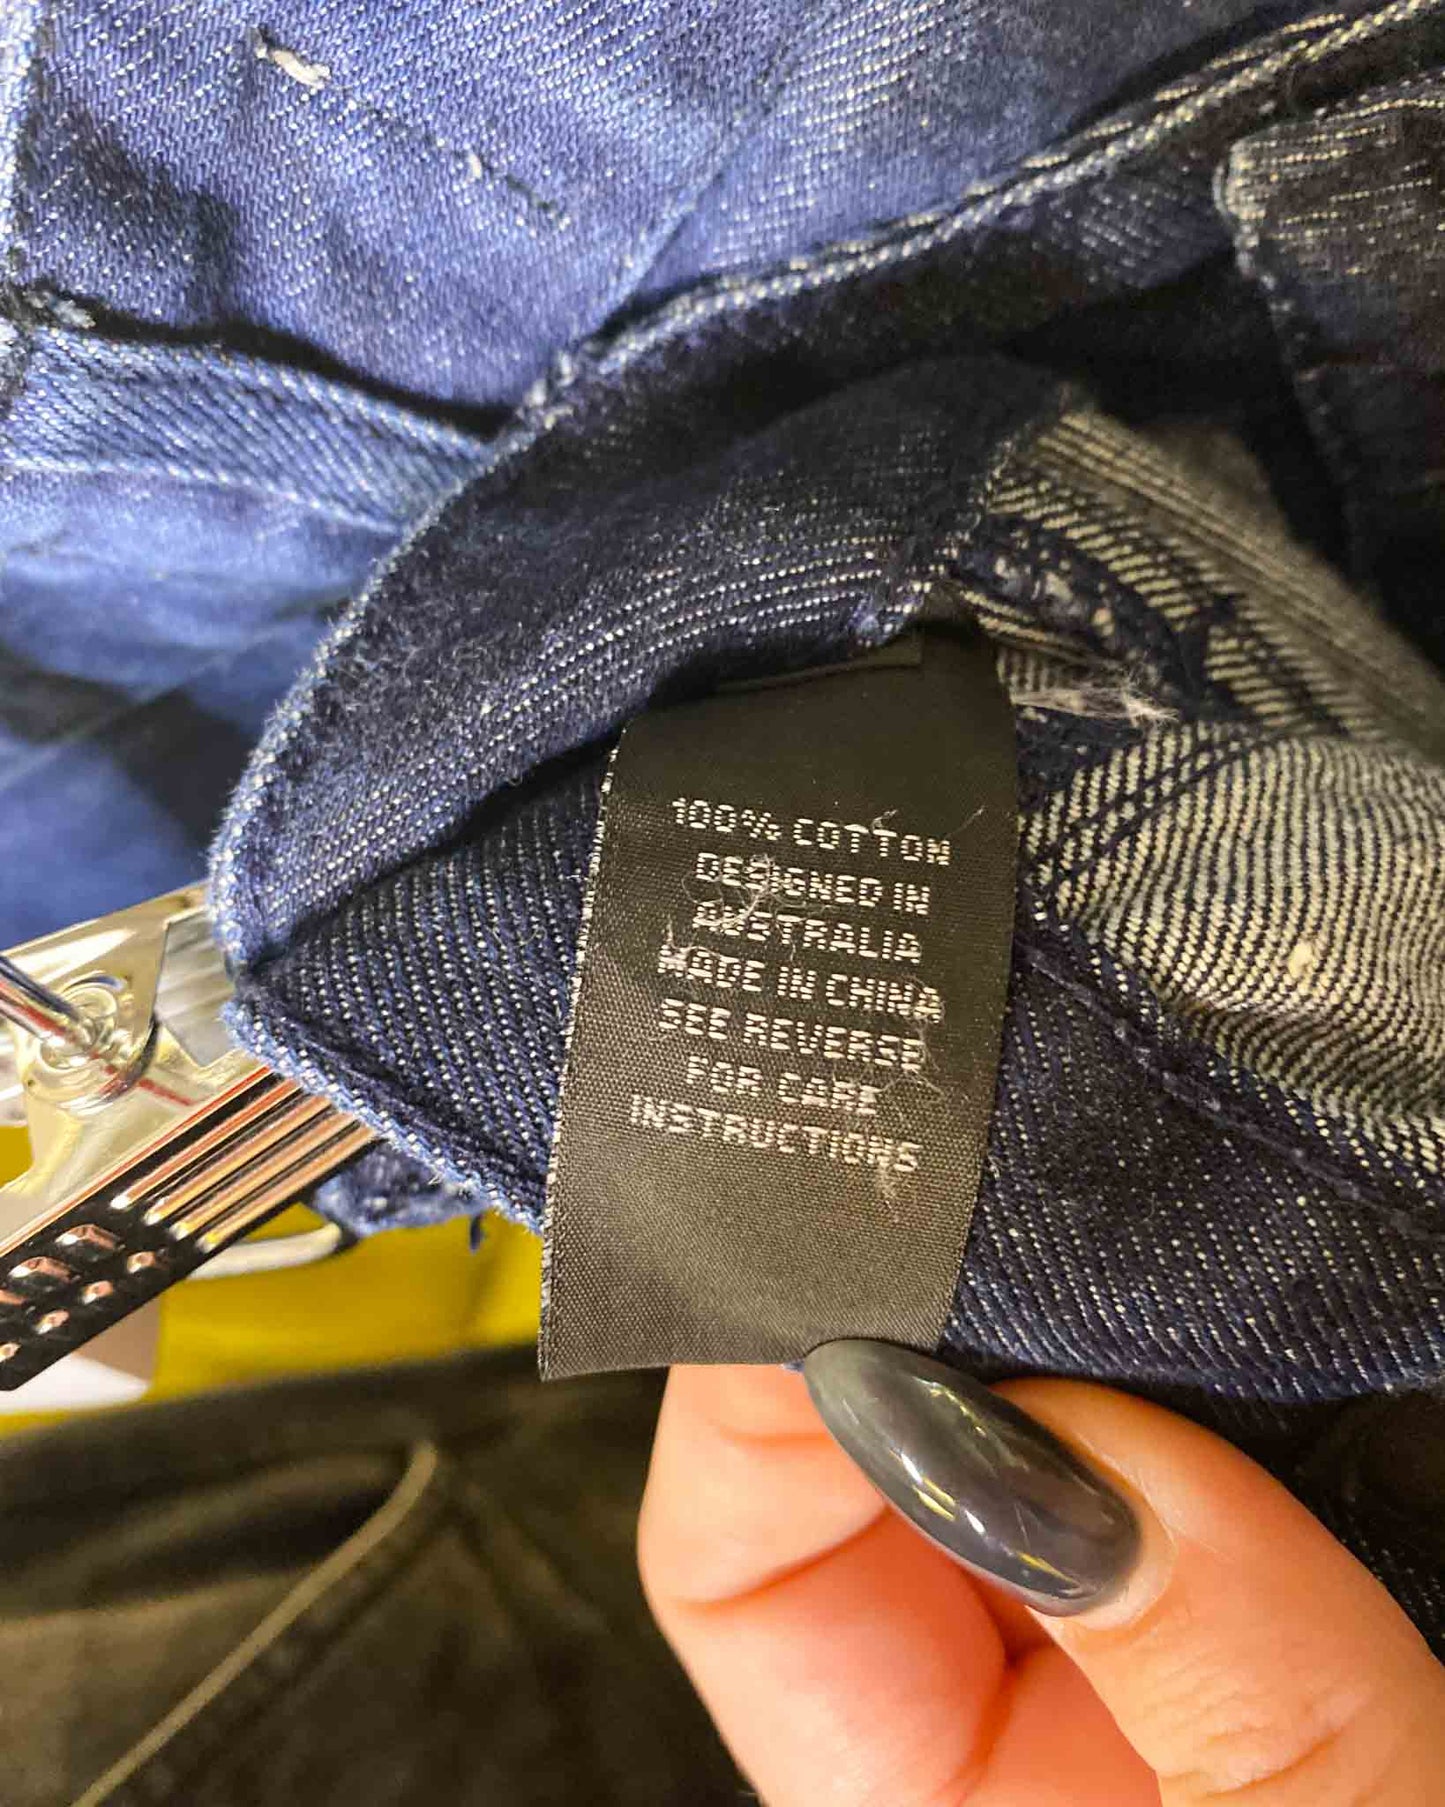 100% COTTON
DESIGNED IN
AUSTRALIA
MADE IN CHINA
SEE REVERSE
FOR CARE
INSTRUCTIONS